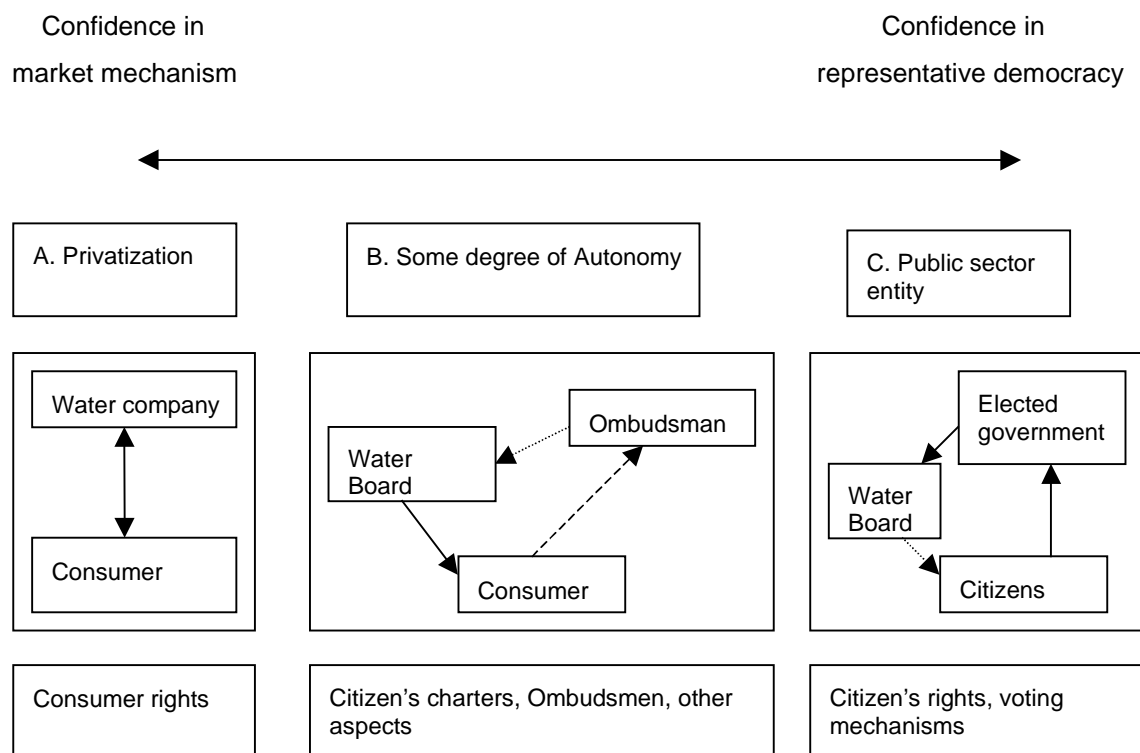 Confidence in
market mechanism
Confidence in
representative democracy
A. Privatization
B. Some degree of Autonomy
C. Public sector
entity
Water company
Consumer
Ombudsman
Water
Board
Consumer
Elected
government
Water
Board
Citizens
Consumer rights
Citizen's charters, Ombudsmen, other
aspects
Citizen's rights, voting
mechanisms